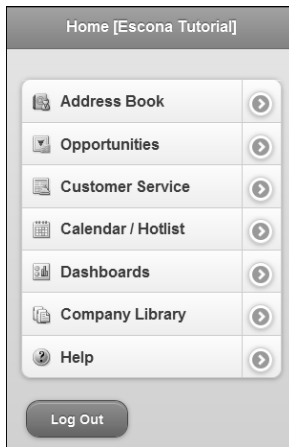 Home [Escona Tutorial]
Address Book
Opportunities
Customer Service
Calendar / Hotlist
Dashboards
Company Library
Help
Log Out